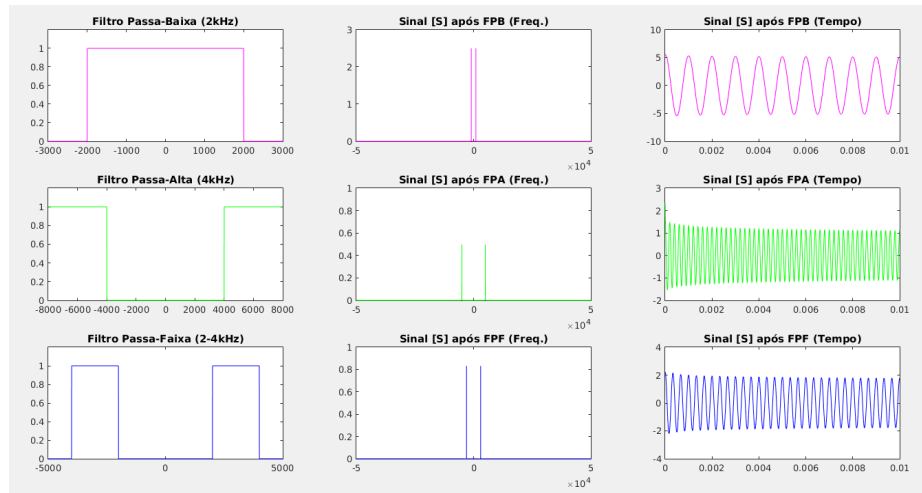 Filtro Passa-Baixa (2kHz)
1
0.8
0.6
0.4
0.2
0
-3000 -2000 -1000 0 1000 2000 3000
Sinal [S] após FPB (Freq.)
3
2
1
0
-5 0 5
×10^4
Sinal [S] após FPB (Tempo)
10
5
0
-5
-10
0 0.002 0.004 0.006 0.008 0.01
Filtro Passa-Alta (4kHz)
1
0.8
0.6
0.4
0.2
0
-8000 -6000 -4000 -2000 0 2000 4000 6000 8000
Sinal [S] após FPA (Freq.)
1
0.8
0.6
0.4
0.2
0
-5 0 5
×10^4
Sinal [S] após FPA (Tempo)
3
2
1
0
-1
-2
0 0.002 0.004 0.006 0.008 0.01
Filtro Passa-Faixa (2-4kHz)
1
0.8
0.6
0.4
0.2
0
-5000 0 5000
Sinal [S] após FPF (Freq.)
1
0.8
0.6
0.4
0.2
0
-5 0 5
×10^4
Sinal [S] após FPF (Tempo)
4
2
0
-2
-4
0 0.002 0.004 0.006 0.008 0.01